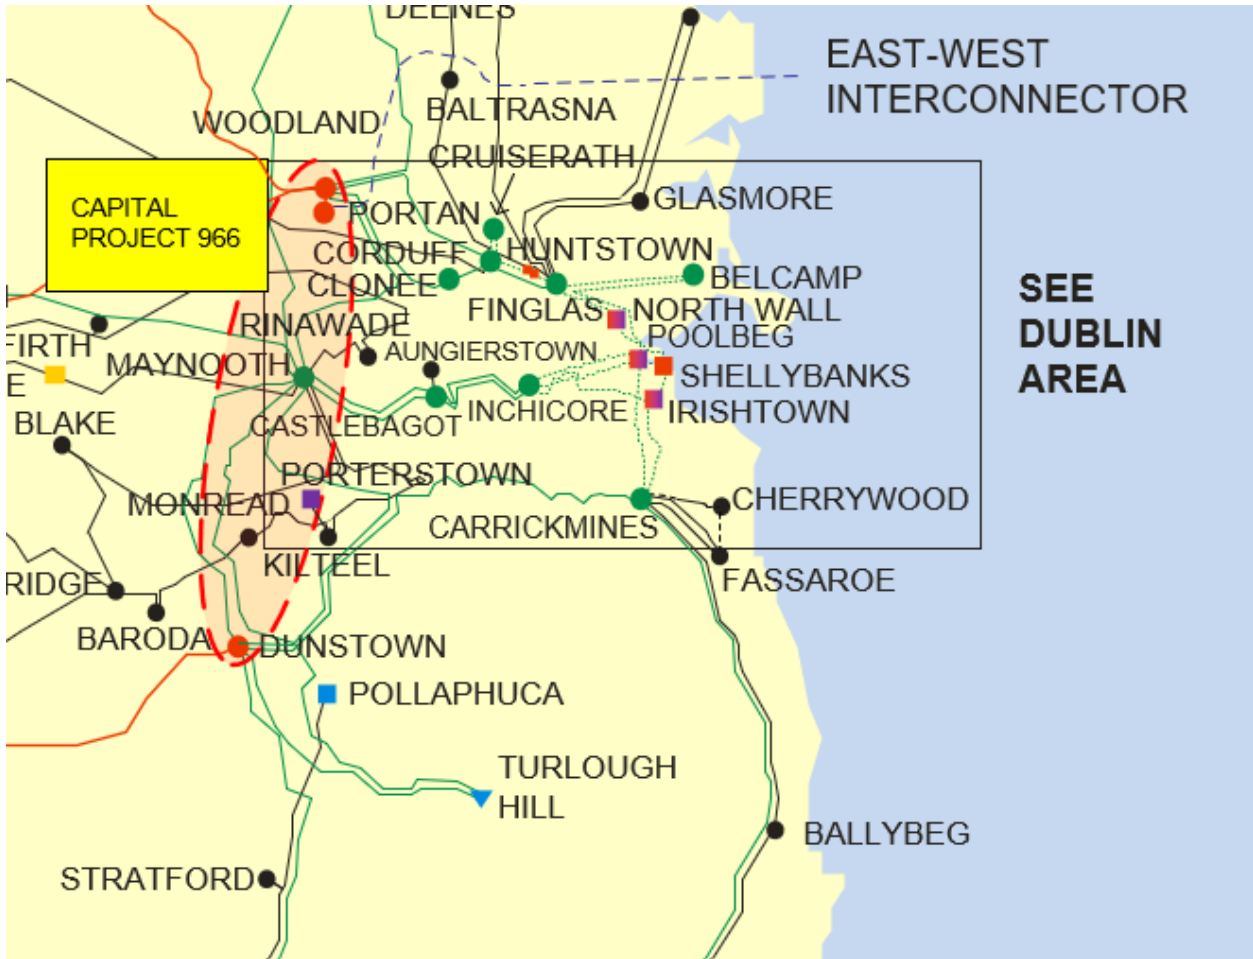 DEENES
EAST-WEST
INTERCONNECTOR
BALTRASNA
WOODLAND
CRUISERATH
CAPITAL
PROJECT 966
GLASMORE
PORTAN
CORDUFF
HUNTSTOWN
CLONEE
BELCAMP
SEE
DUBLIN
AREA
FINGLAS
NORTH WALL
RINAWADE
POOLBEG
FIRTH
MAYNOOTH
AUNGIERSTOWN
SHELLYBANKS
E
BLAKE
CASTLEBAGOT
INCHICORE
IRISHTOWN
PORTERSTOWN
MONREAD
CHERRYWOOD
CARRICKMINES
KILTEEL
RIDGE
FASSAROE
BARODA
DUNSTOWN
POLLAPHUCA
TURLOUGH
HILL
BALLYBEG
STRATFORD